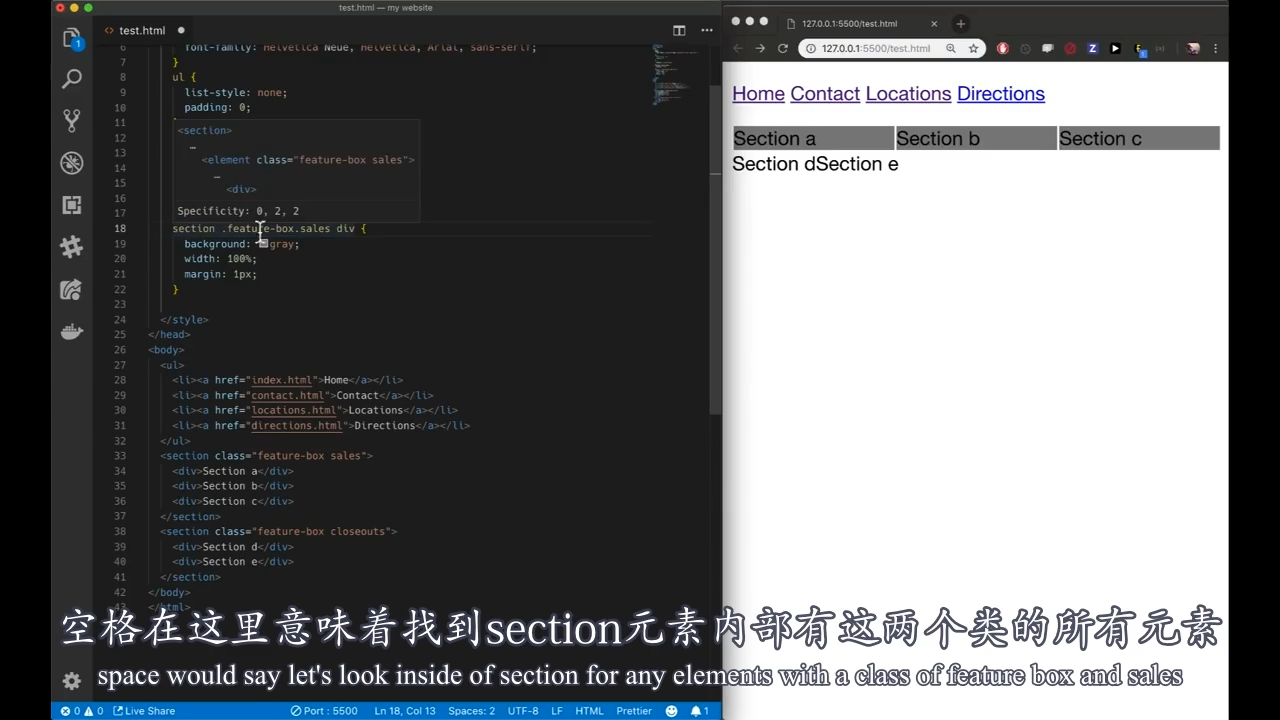 test.html — my website
test.html
6 font-family: Helvetica Neue, Helvetica, Arial, sans-serif;
7 }
8 ul {
9 list-style: none;
10 padding: 0;
11
12
13
14
15
16
17
<section>
…
<element class="feature-box sales">
…
<div>
Specificity: 0, 2, 2
18 section .feature-box.sales div {
19 background: gray;
20 width: 100%;
21 margin: 1px;
22 }
23
24 </style>
25 </head>
26 <body>
27 <ul>
28 <li><a href="index.html">Home</a></li>
29 <li><a href="contact.html">Contact</a></li>
30 <li><a href="locations.html">Locations</a></li>
31 <li><a href="directions.html">Directions</a></li>
32 </ul>
33 <section class="feature-box sales">
34 <div>Section a</div>
35 <div>Section b</div>
36 <div>Section c</div>
37 </section>
38 <section class="feature-box closeouts">
39 <div>Section d</div>
40 <div>Section e</div>
41 </section>
42 </body>
43 </html>
1
0 0 Live Share Port : 5500 Ln 18, Col 13 Spaces: 2 UTF-8 LF HTML Prettier 1
127.0.0.1:5500/test.html
127.0.0.1:5500/test.html
Home Contact Locations Directions
Section a Section b Section c
Section dSection e
空格在这里意味着找到section元素内部有这两个类的所有元素
space would say let's look inside of section for any elements with a class of feature box and sales